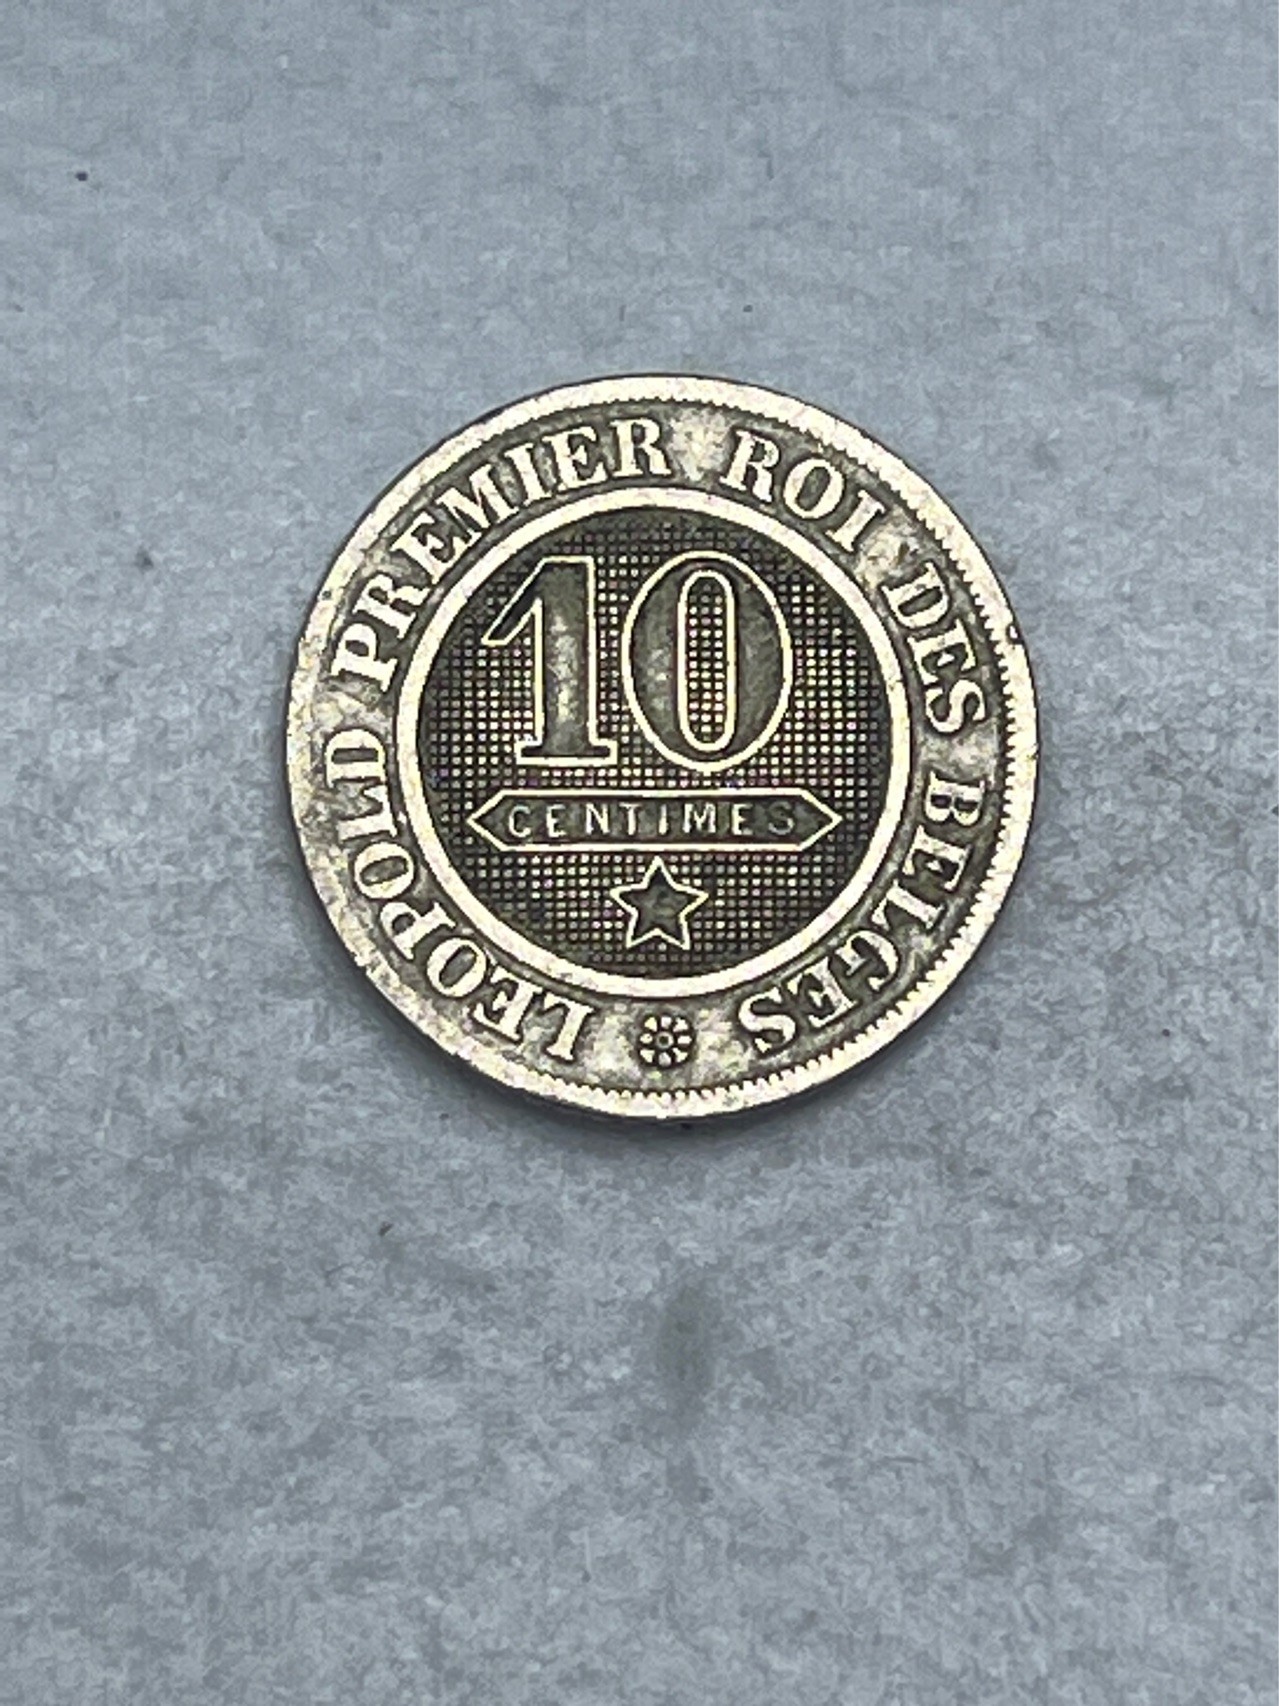 LEOPOLD PREMIER ROI DES BELGES
10
CENTIMES